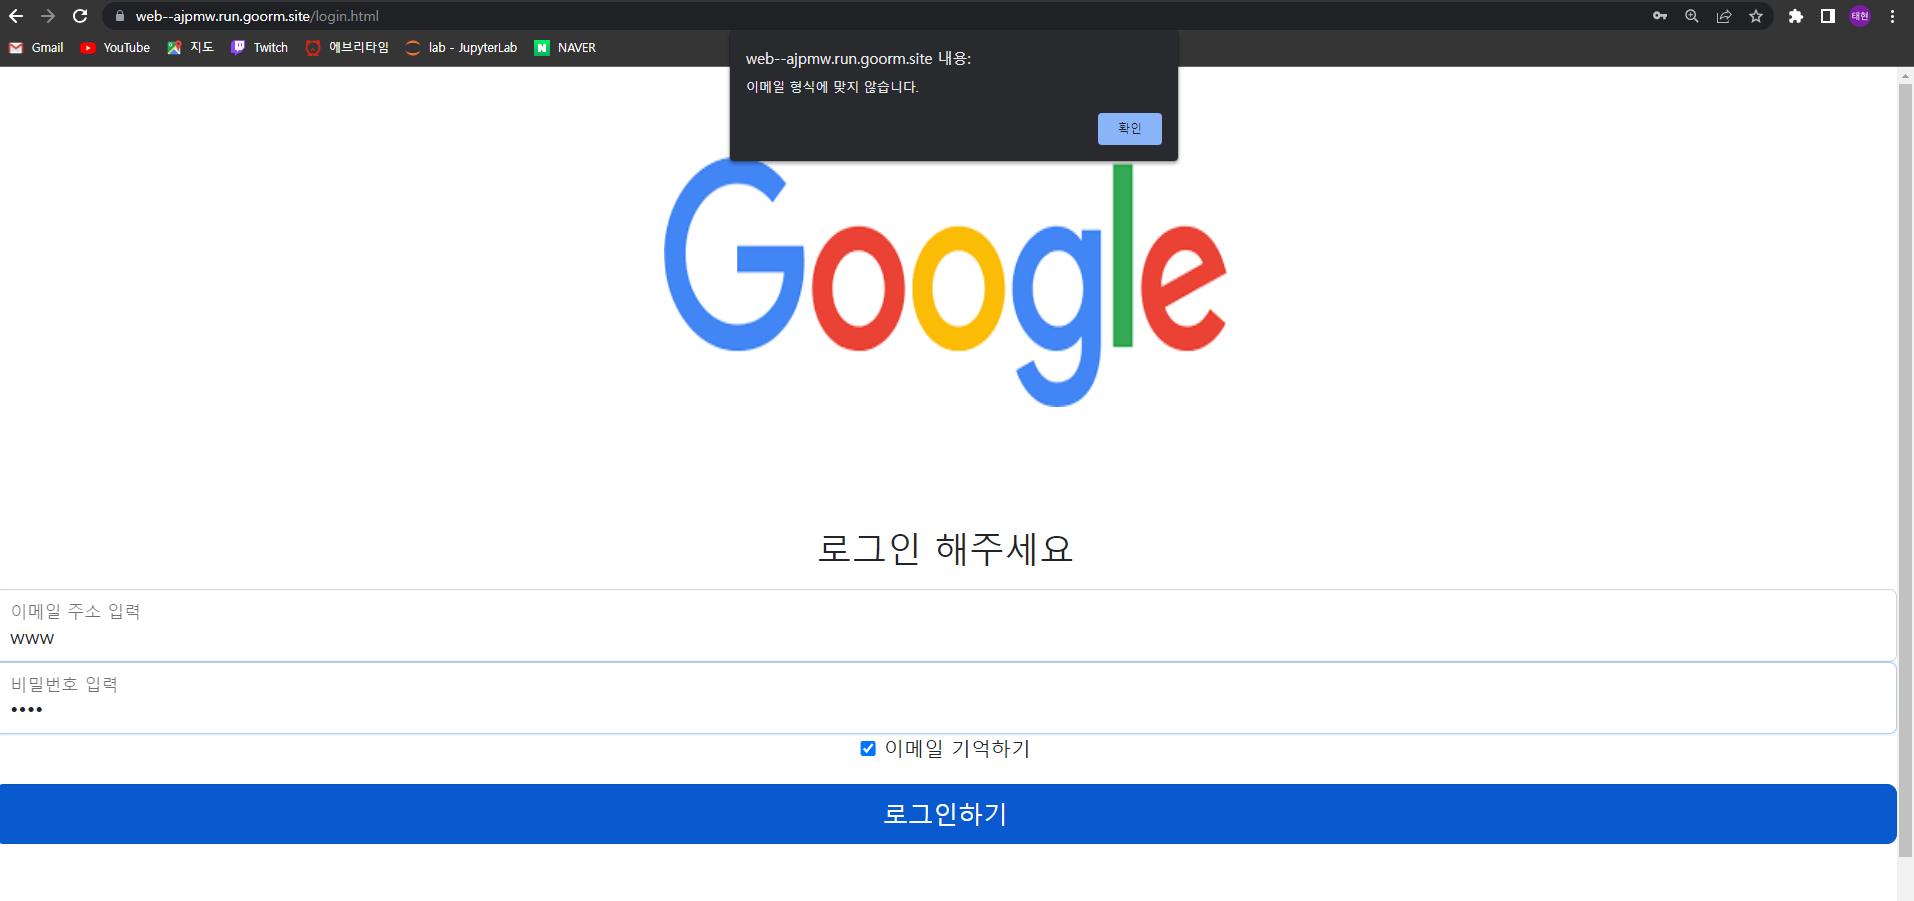 web--ajpmw.run.goorm.site/login.html
태현
Gmail YouTube 지도 Twitch 에브리타임 lab - JupyterLab N NAVER
web--ajpmw.run.goorm.site 내용:
이메일 형식에 맞지 않습니다.
확인
Google
로그인 해주세요
이메일 주소 입력
www
비밀번호 입력
••••
이메일 기억하기
로그인하기